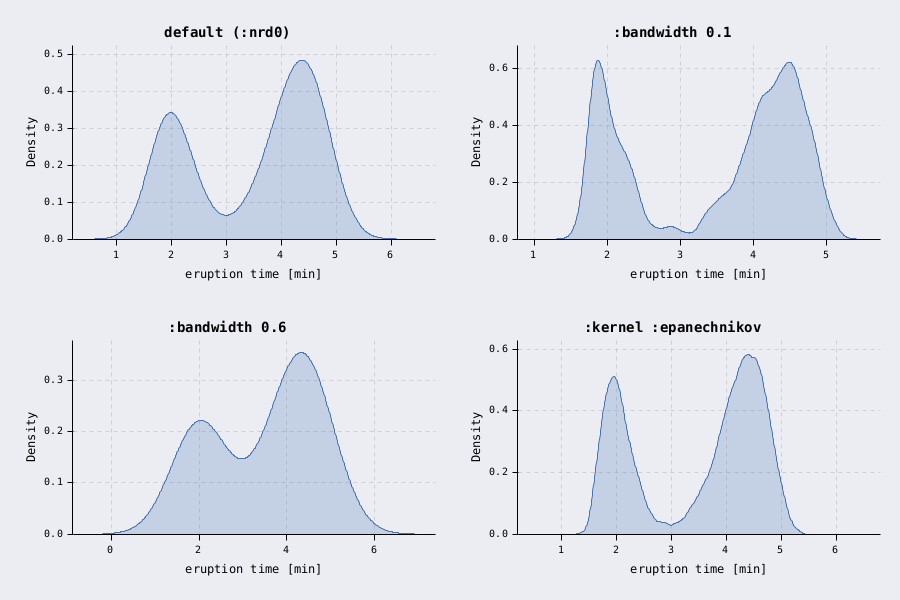 default (:nrd0)
Density
0.5
0.4
0.3
0.2
0.1
0.0
1 2 3 4 5 6
eruption time [min]
:bandwidth 0.1
Density
0.6
0.4
0.2
0.0
1 2 3 4 5
eruption time [min]
:bandwidth 0.6
Density
0.3
0.2
0.1
0.0
0 2 4 6
eruption time [min]
:kernel :epanechnikov
Density
0.6
0.4
0.2
0.0
1 2 3 4 5 6
eruption time [min]